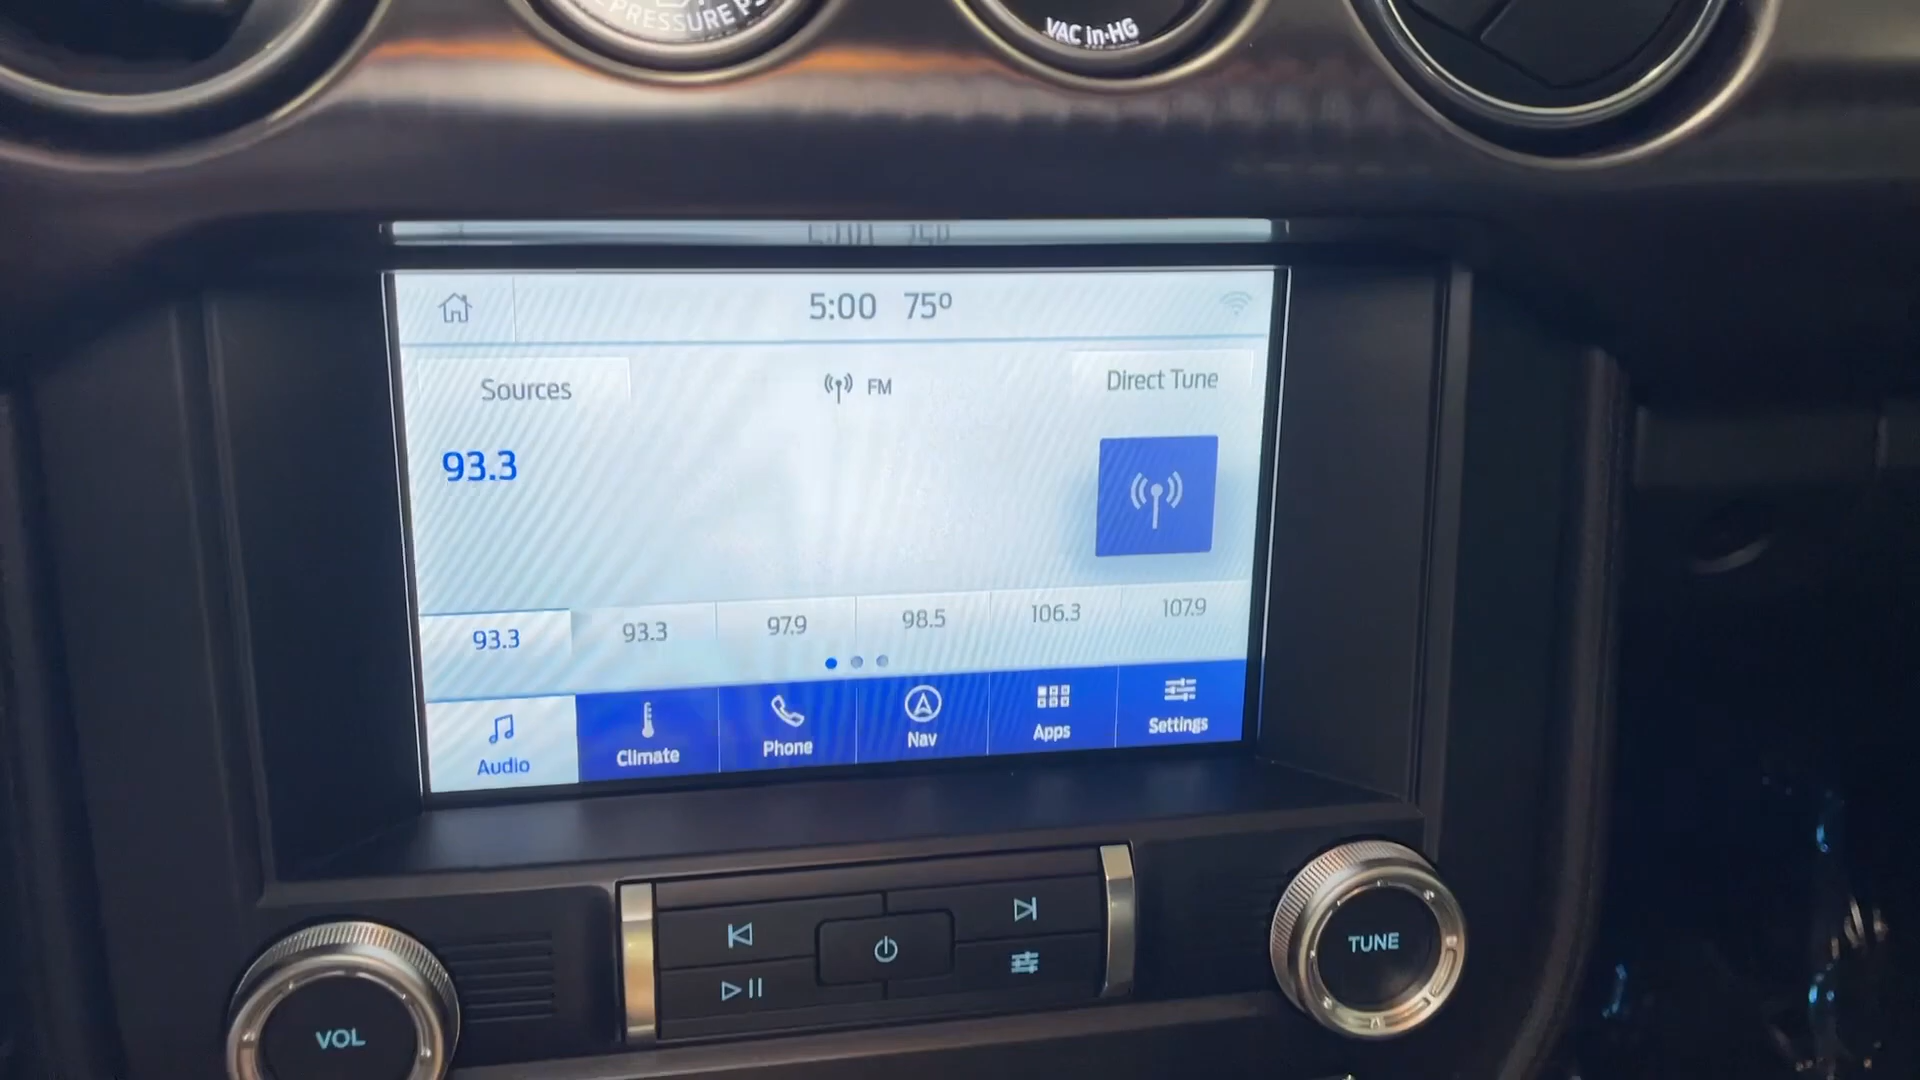 PRESSURE
VAC in-HG
5:00 75º
Sources
FM
Direct Tune
93.3
93.3 93.3 97.9 98.5 106.3 107.9
Audio Climate Phone Nav Apps Settings
VOL
TUNE